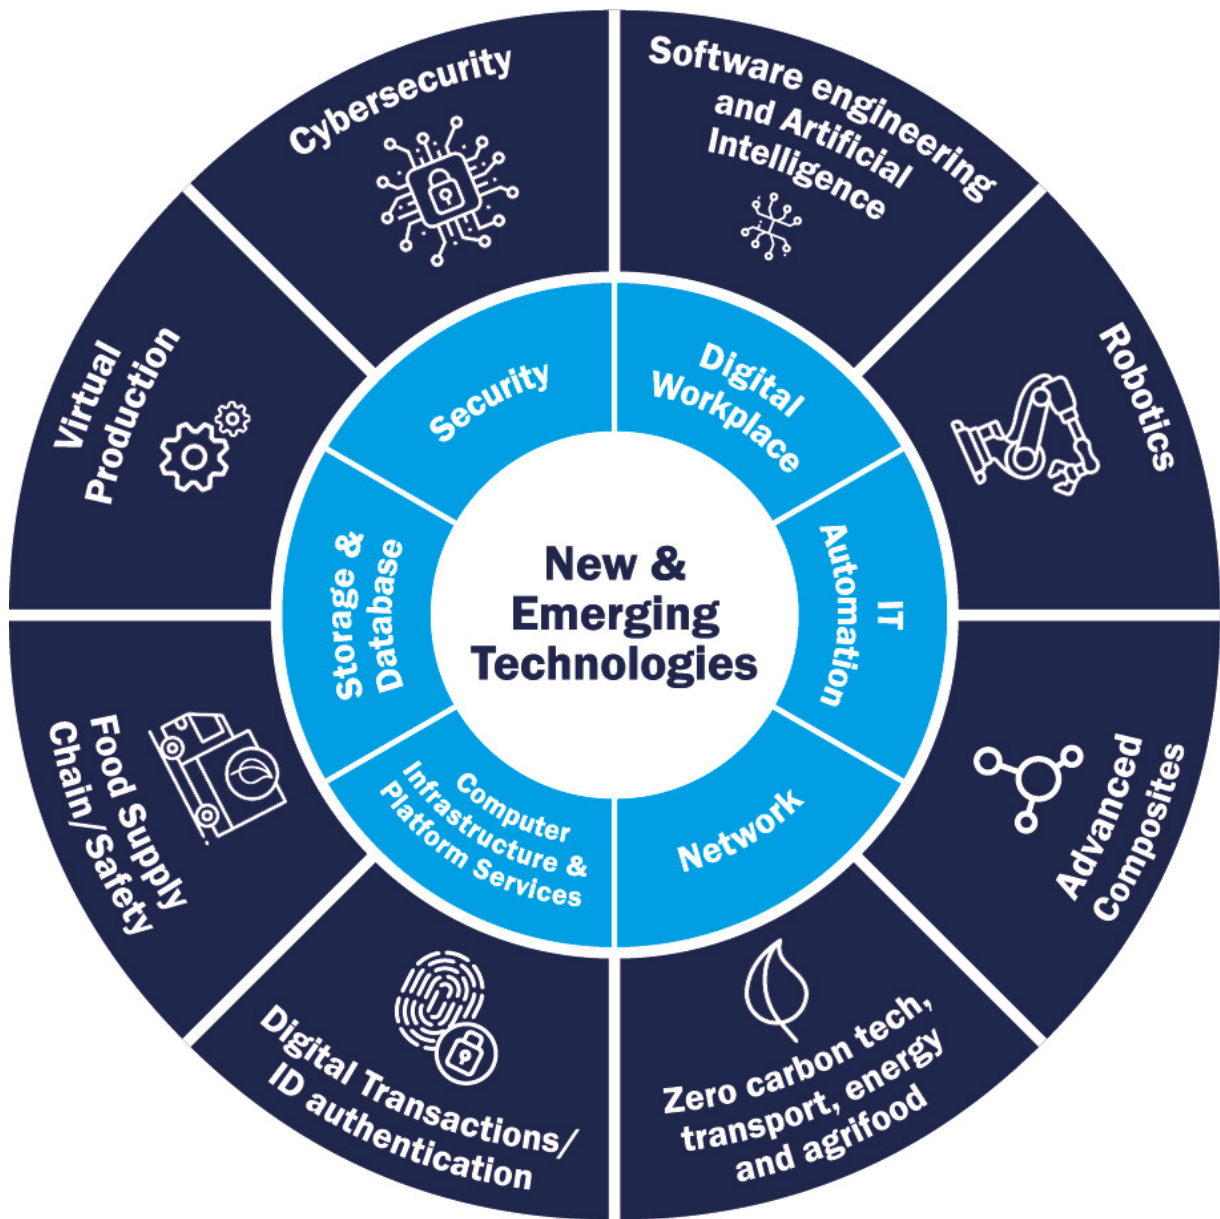 Cybersecurity
Software engineering
and Artificial
Intelligence
Robotics
Advanced
Composites
Zero carbon tech,
transport, energy
and agrifood
Digital Transactions/
ID authentication
Food Supply
Chain/Safety
Virtual
Production
Security
Digital
Workplace
IT
Automation
Network
Computer
Infrastructure &
Platform Services
Storage &
Database
New &
Emerging
Technologies